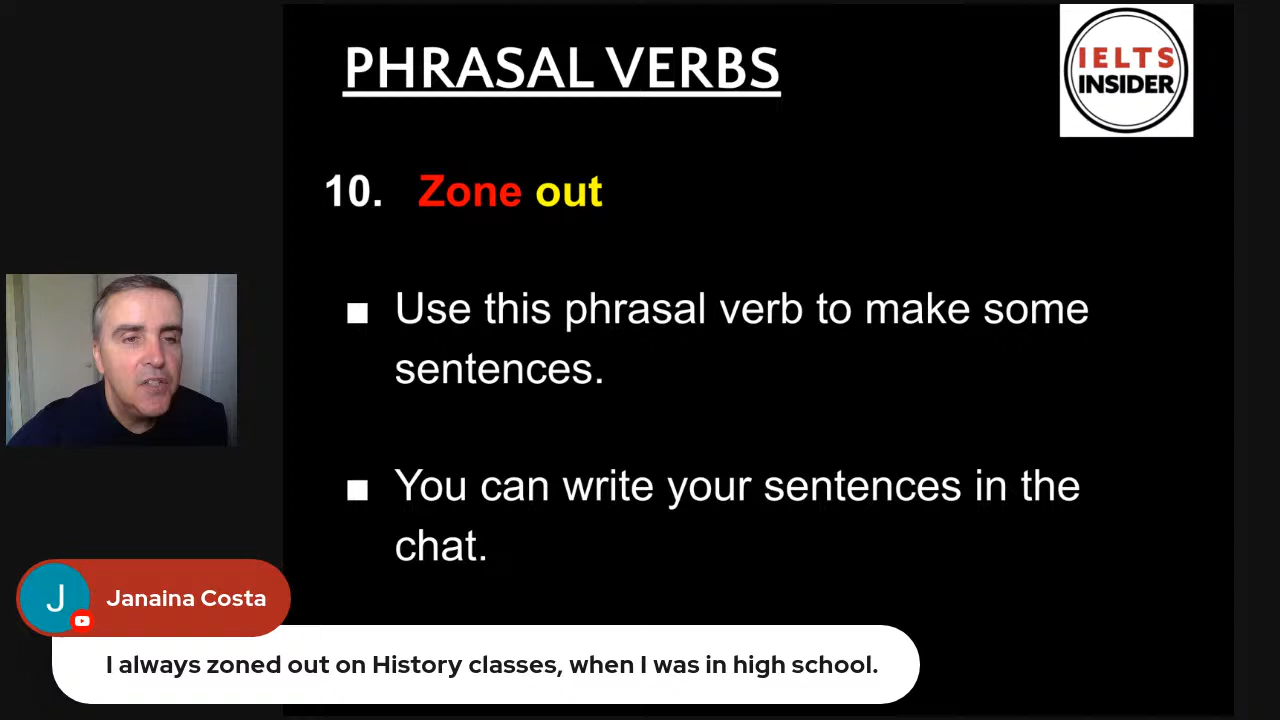 PHRASAL VERBS
IELTS
INSIDER
10. Zone out
■ Use this phrasal verb to make some
sentences.
■ You can write your sentences in the
chat.
J
Janaina Costa
I always zoned out on History classes, when I was in high school.